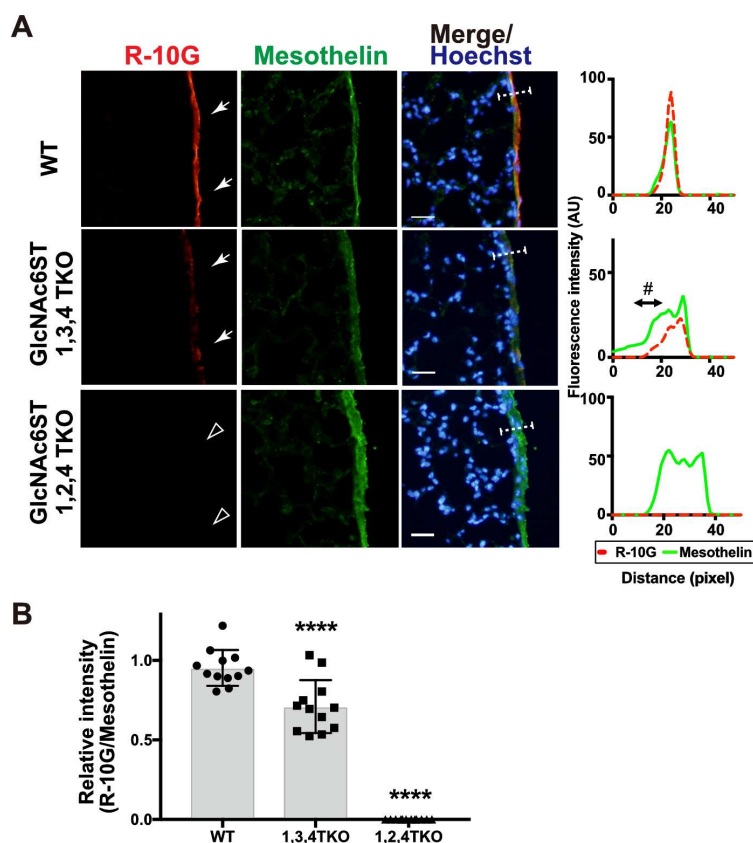 A
R-10G
Mesothelin
Merge/
Hoechst
WT
GlcNAc6ST
1,3,4 TKO
GlcNAc6ST
1,2,4 TKO
Fluorescence intensity (AU)
100
50
0
0 20 40
50
#
0
0 20 40
100
50
0
0 20 40
R-10G Mesothelin
Distance (pixel)
B
Relative intensity
(R-10G/Mesothelin)
1.0
0.5
0.0
****
****
WT 1,3,4TKO 1,2,4TKO